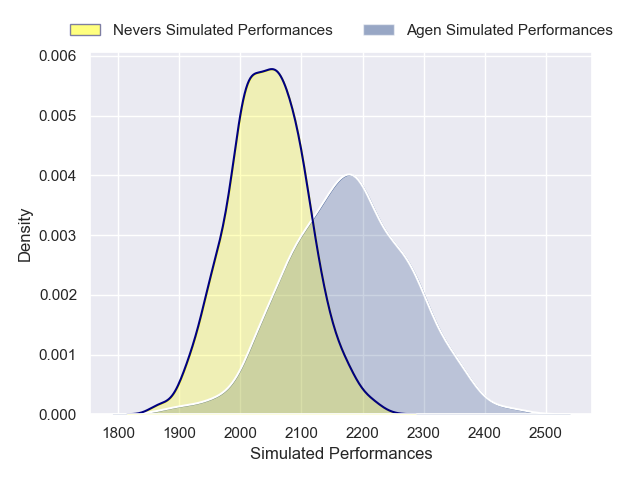 Nevers Simulated Performances Agen Simulated Performances
0.006
0.005
0.004
0.003
0.002
0.001
0.000
Density
1800 1900 2000 2100 2200 2300 2400 2500
Simulated Performances